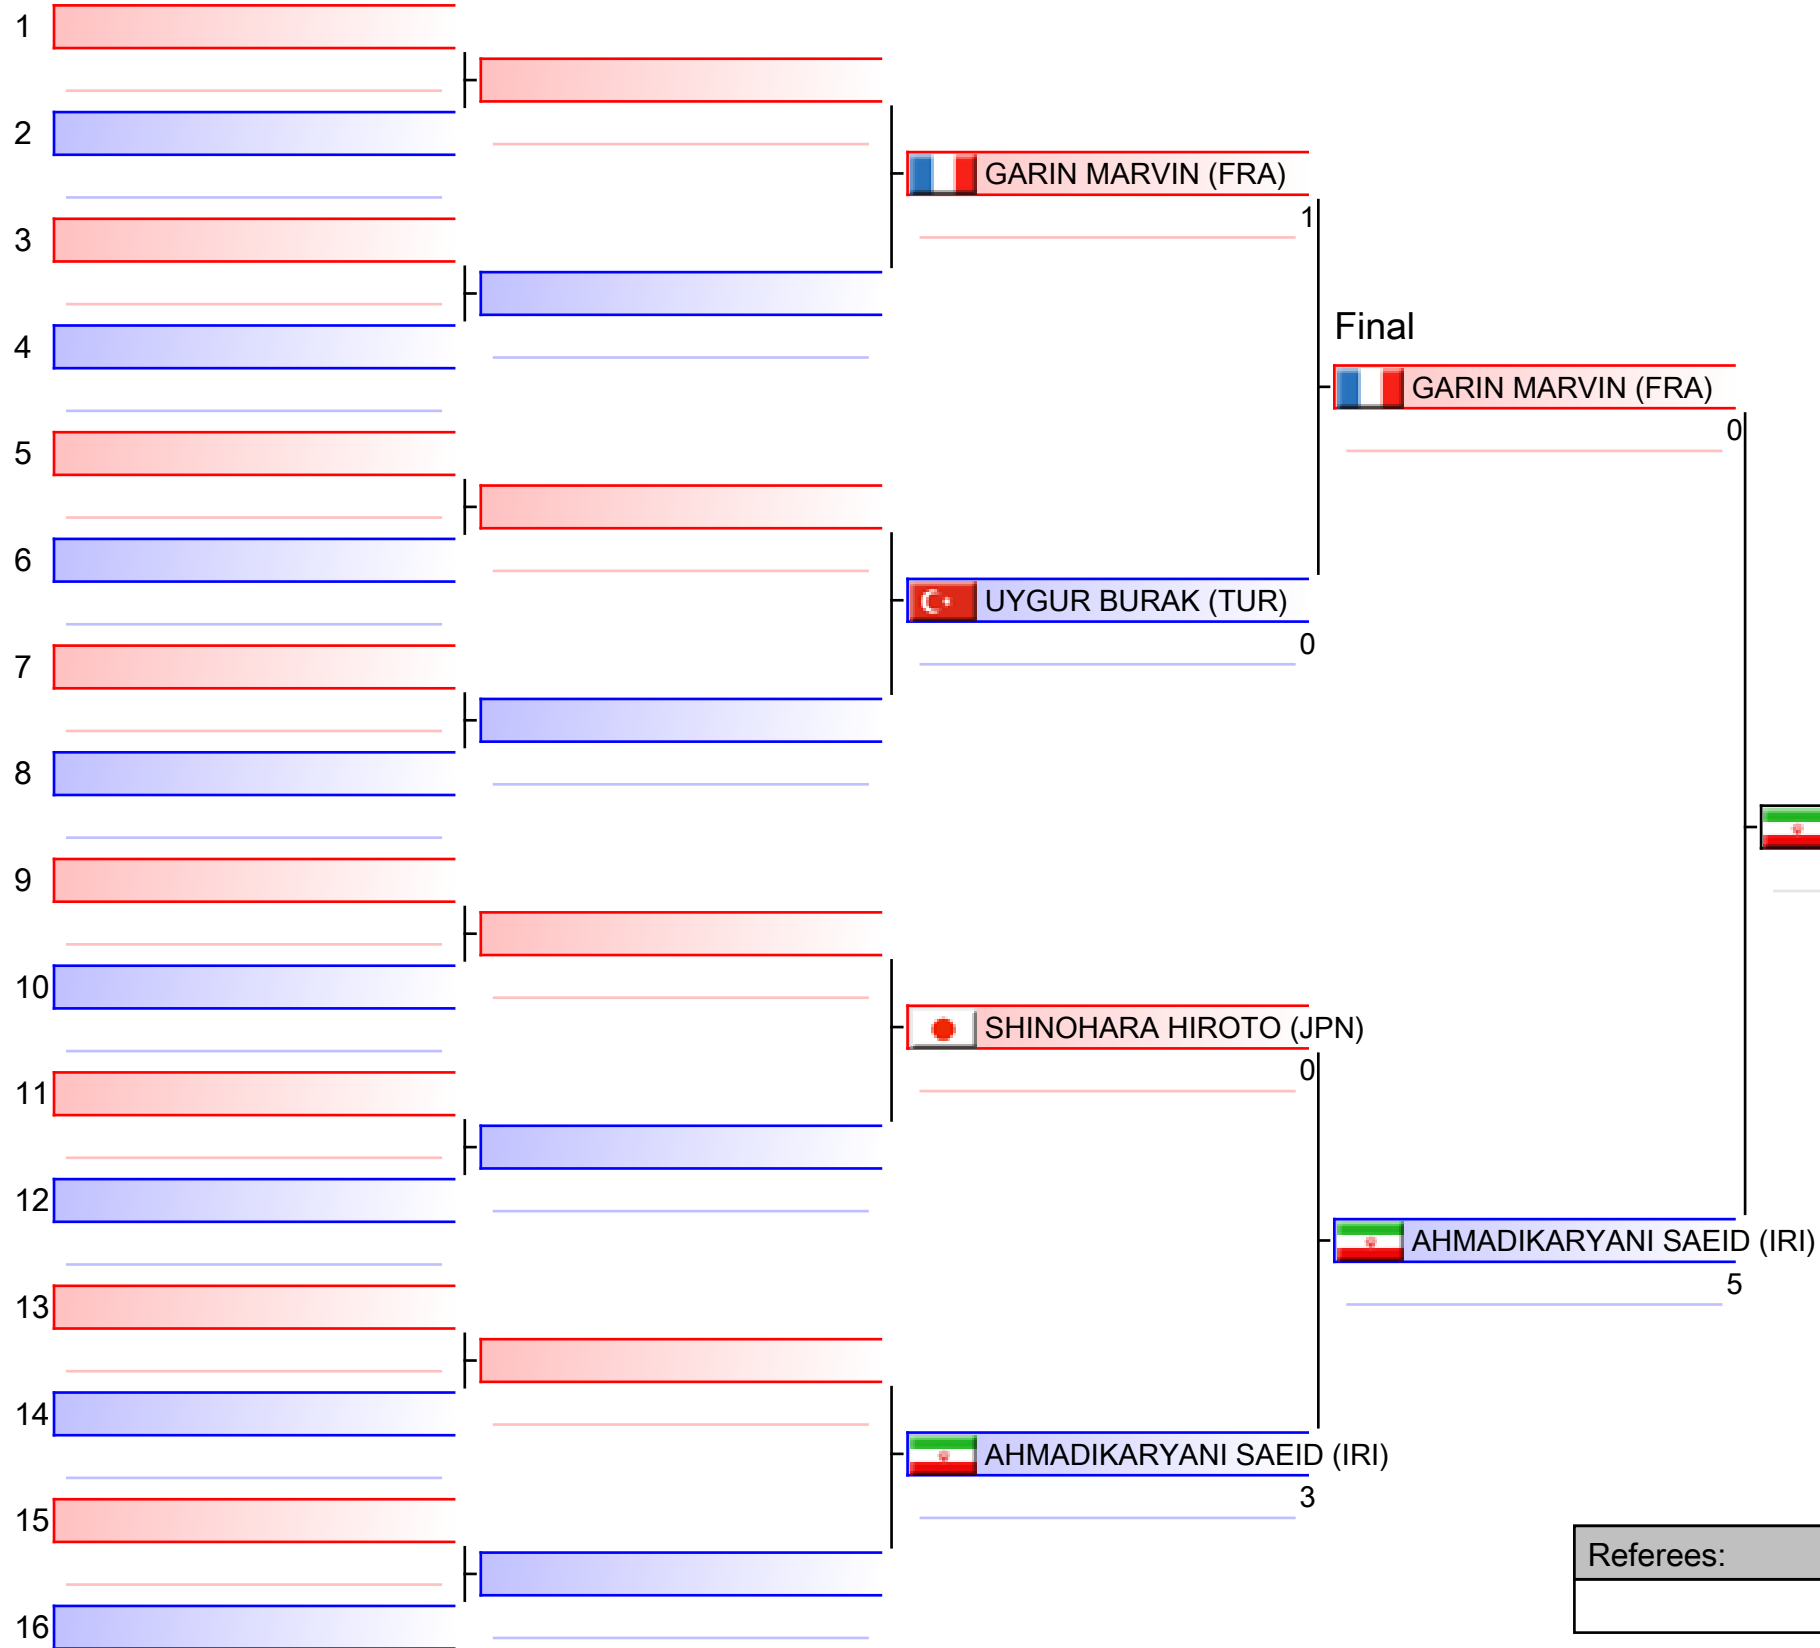 1
2
GARIN MARVIN (FRA)
1
3
Final
4
GARIN MARVIN (FRA)
0
5
6
UYGUR BURAK (TUR)
0
7
8
9
10
SHINOHARA HIROTO (JPN)
0
11
12
AHMADIKARYANI SAEID (IRI)
5
13
14
AHMADIKARYANI SAEID (IRI)
3
15
Referees:
16